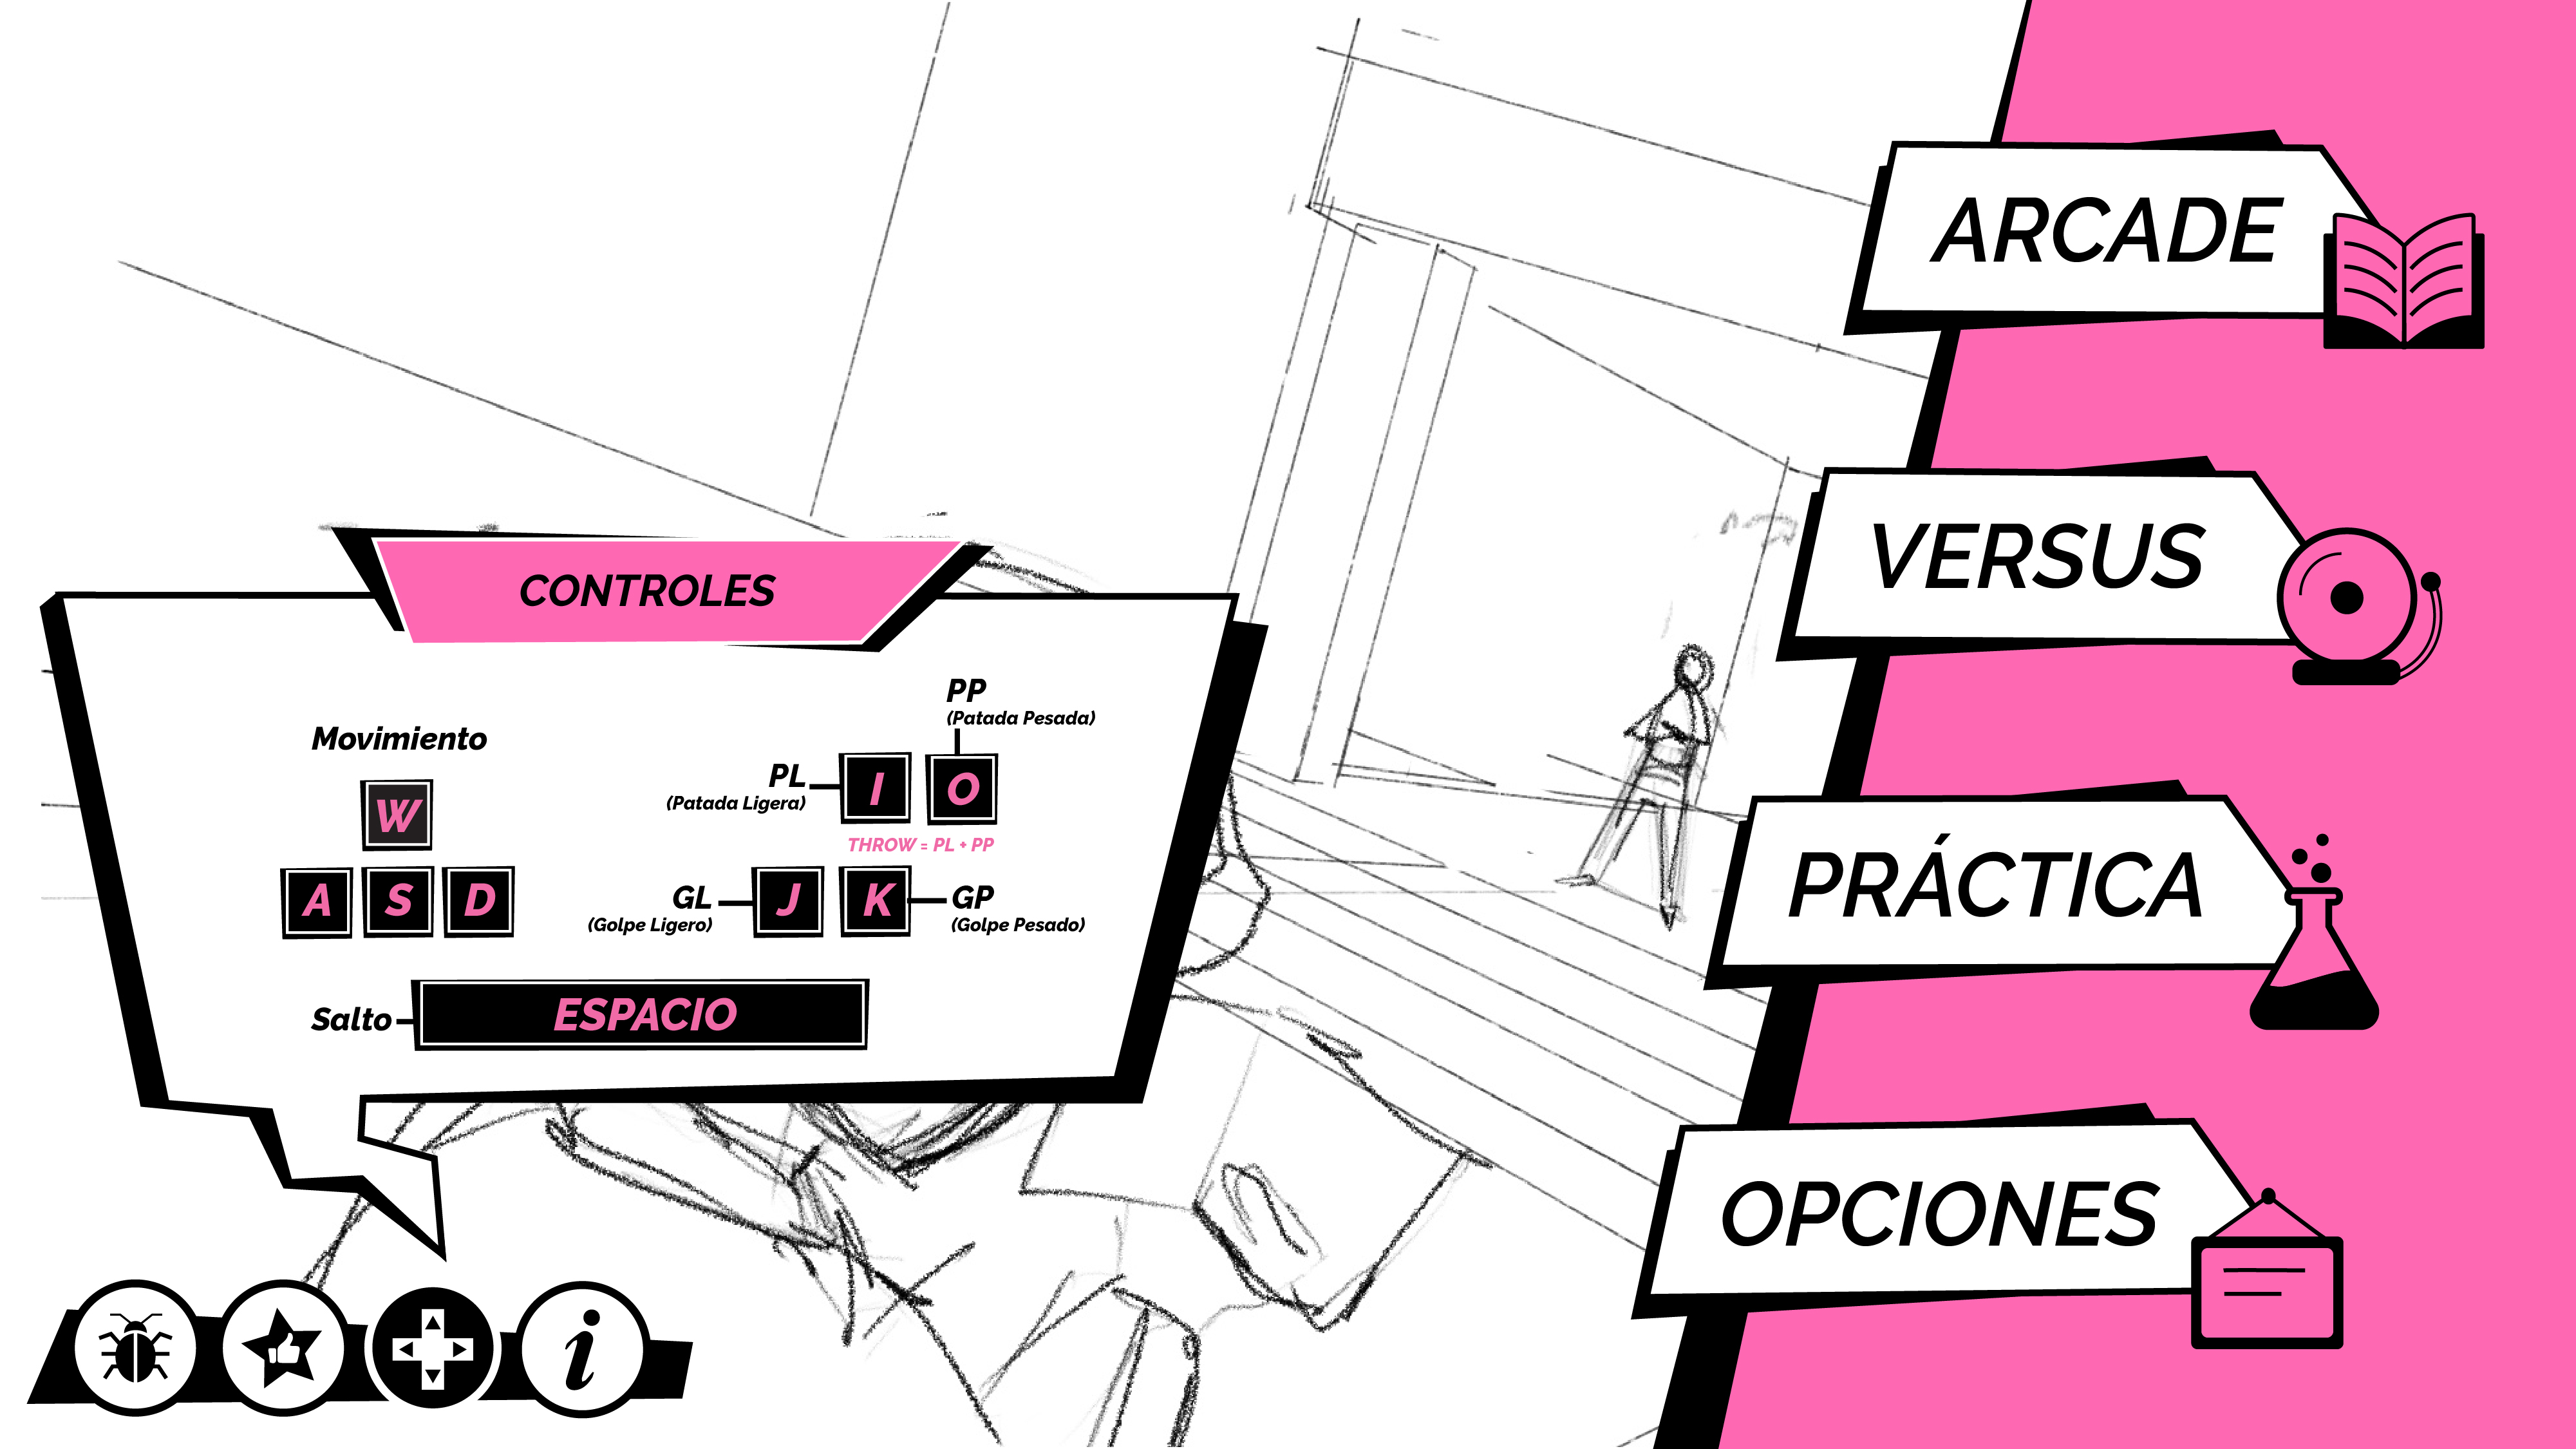 ARCADE
VERSUS
PRÁCTICA
OPCIONES
CONTROLES
Movimiento
W
A S D
PP
(Patada Pesada)
PL
(Patada Ligera)
I O
THROW = PL + PP
GL
(Golpe Ligero)
J K
GP
(Golpe Pesado)
Salto
ESPACIO
i